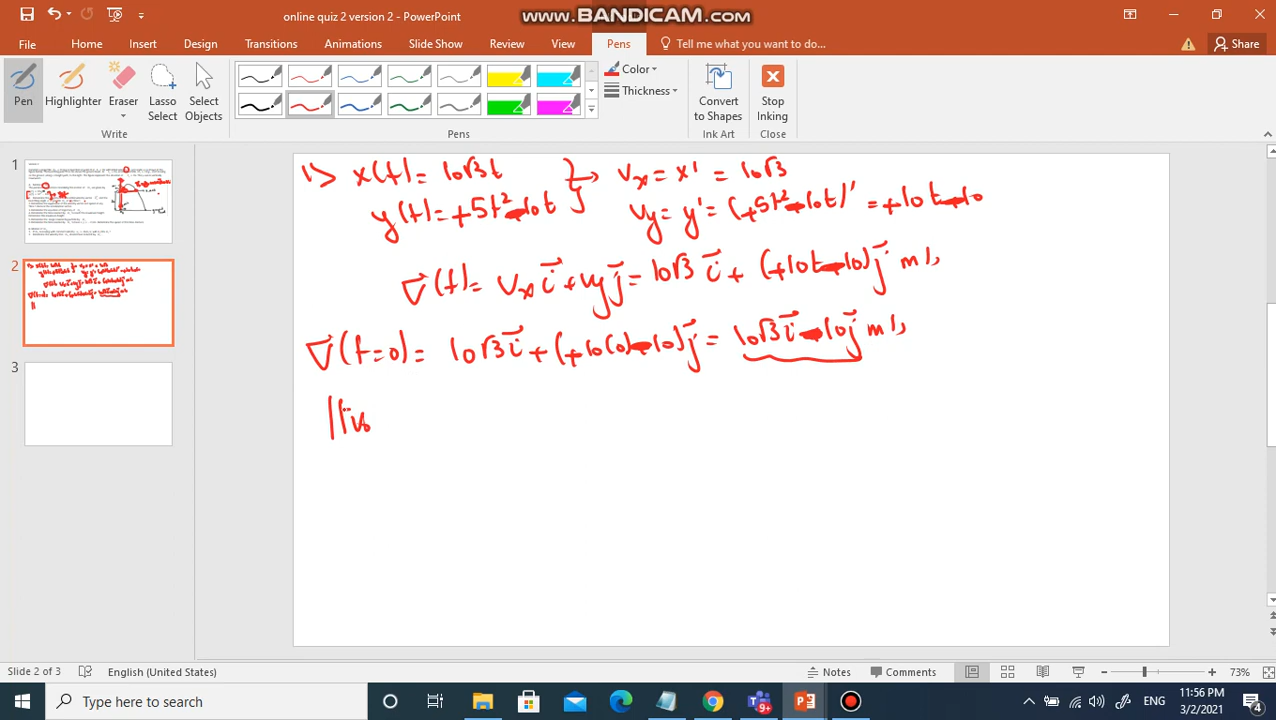 online quiz 2 version 2 - PowerPoint
www.BANDICAM.com
File Home Insert Design Transitions Animations Slide Show Review View Pens Tell me what you want to do... Share
Pen Highlighter Eraser Lasso Select Select Objects
Color
Thickness
Convert to Shapes
Stop Inking
Write Pens Ink Art Close
1
2
3
1> x(t) = 10√3t } → vx = x' = 10√3
y(t) = +5t² - 10t vy = y' = (+5t² - 10t)' = +10t - 10
V(t) = vx i + vy j = 10√3 i + (+10t - 10) j m/s
V(t=0) = 10√3 i + (+10(0) - 10) j = 10√3 i - 10 j m/s
Slide 2 of 3 English (United States) Notes Comments 73%
Type here to search
9+
ENG
11:56 PM
3/2/2021
4